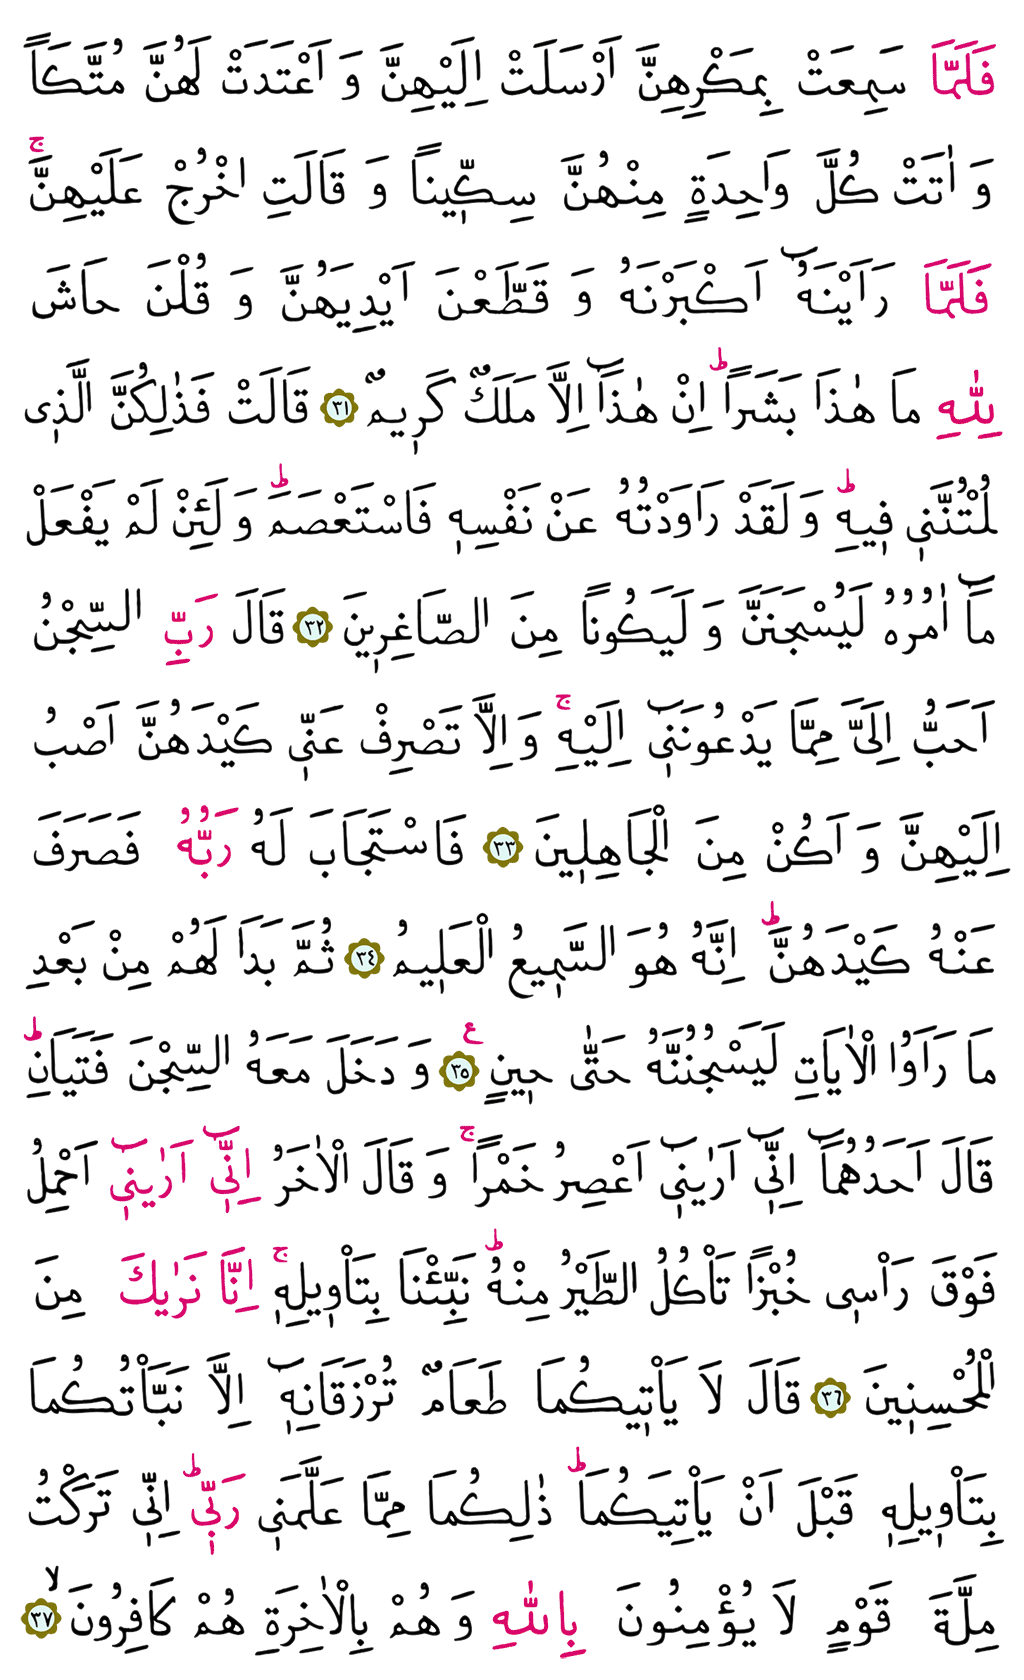 فَلَمَّا سَمِعَتْ بِمَكْرِهِنَّ اَرْسَلَتْ اِلَيْهِنَّ وَ اَعْتَدَتْ لَهُنَّ مُتَّكَاً
وَ اٰتَتْ كُلَّ وَاحِدَةٍ مِنْهُنَّ سِكّ۪يناً وَ قَالَتِ اخْرُجْ عَلَيْهِنَّۚ
فَلَمَّا رَاَيْنَهُٓ اَكْبَرْنَهُ وَ قَطَّعْنَ اَيْدِيَهُنَّ وَ قُلْنَ حَاشَ
لِلّٰهِ مَا هٰذَا بَشَراًۜ اِنْ هٰذَٓا اِلَّا مَلَكٌ كَر۪يمٌ ﴿٣١﴾ قَالَتْ فَذٰلِكُنَّ الَّذ۪ى
لُمْتُنَّن۪ى ف۪يهِۜ وَ لَقَدْ رَاوَدْتُهُ عَنْ نَفْسِه۪ فَاسْتَعْصَمَۜ وَ لَئِنْ لَمْ يَفْعَلْ
مَٓا اٰمُرُهُ لَيُسْجَنَنَّ وَ لَيَكُوناً مِنَ الصَّاغِر۪ينَ ﴿٣٢﴾ قَالَ رَبِّ السِّجْنُ
اَحَبُّ اِلَىَّ مِمَّا يَدْعُونَن۪ٓى اِلَيْهِۚ وَ اِلَّا تَصْرِفْ عَنّ۪ى كَيْدَهُنَّ اَصْبُ
اِلَيْهِنَّ وَ اَكُنْ مِنَ الْجَاهِل۪ينَ ﴿٣٣﴾ فَاسْتَجَابَ لَهُ رَبُّهُ فَصَرَفَ
عَنْهُ كَيْدَهُنَّۜ اِنَّهُ هُوَ السَّم۪يعُ الْعَل۪يمُ ﴿٣٤﴾ ثُمَّ بَدَا لَهُمْ مِنْ بَعْدِ
مَا رَاَوُا الْاٰيَاتِ لَيَسْجُنُنَّهُ حَتّٰى ح۪ينٍ ﴿٣٥﴾ ع وَ دَخَلَ مَعَهُ السِّجْنَ فَتَيَانِۜ
قَالَ اَحَدُهُمَٓا اِنّ۪ٓى اَرٰين۪ٓى اَعْصِرُ خَمْراًۚ وَ قَالَ الْاٰخَرُ اِنّ۪ٓى اَرٰين۪ٓى اَحْمِلُ
فَوْقَ رَاْس۪ى خُبْزاً تَاْكُلُ الطَّيْرُ مِنْهُۜ نَبِّئْنَا بِتَاْو۪يلِه۪ۚ اِنَّا نَرٰيكَ مِنَ
الْمُحْسِن۪ينَ ﴿٣٦﴾ قَالَ لَا يَاْت۪يكُمَا طَعَامٌ تُرْزَقَانِه۪ٓ اِلَّا نَبَّاْتُكُمَا
بِتَاْو۪يلِه۪ قَبْلَ اَنْ يَاْتِيَكُمَاۜ ذٰلِكُمَا مِمَّا عَلَّمَن۪ى رَبّ۪ىۜ اِنّ۪ى تَرَكْتُ
مِلَّةَ قَوْمٍ لَا يُؤْمِنُونَ بِاللّٰهِ وَ هُمْ بِالْاٰخِرَةِ هُمْ كَافِرُونَۙ ﴿٣٧﴾